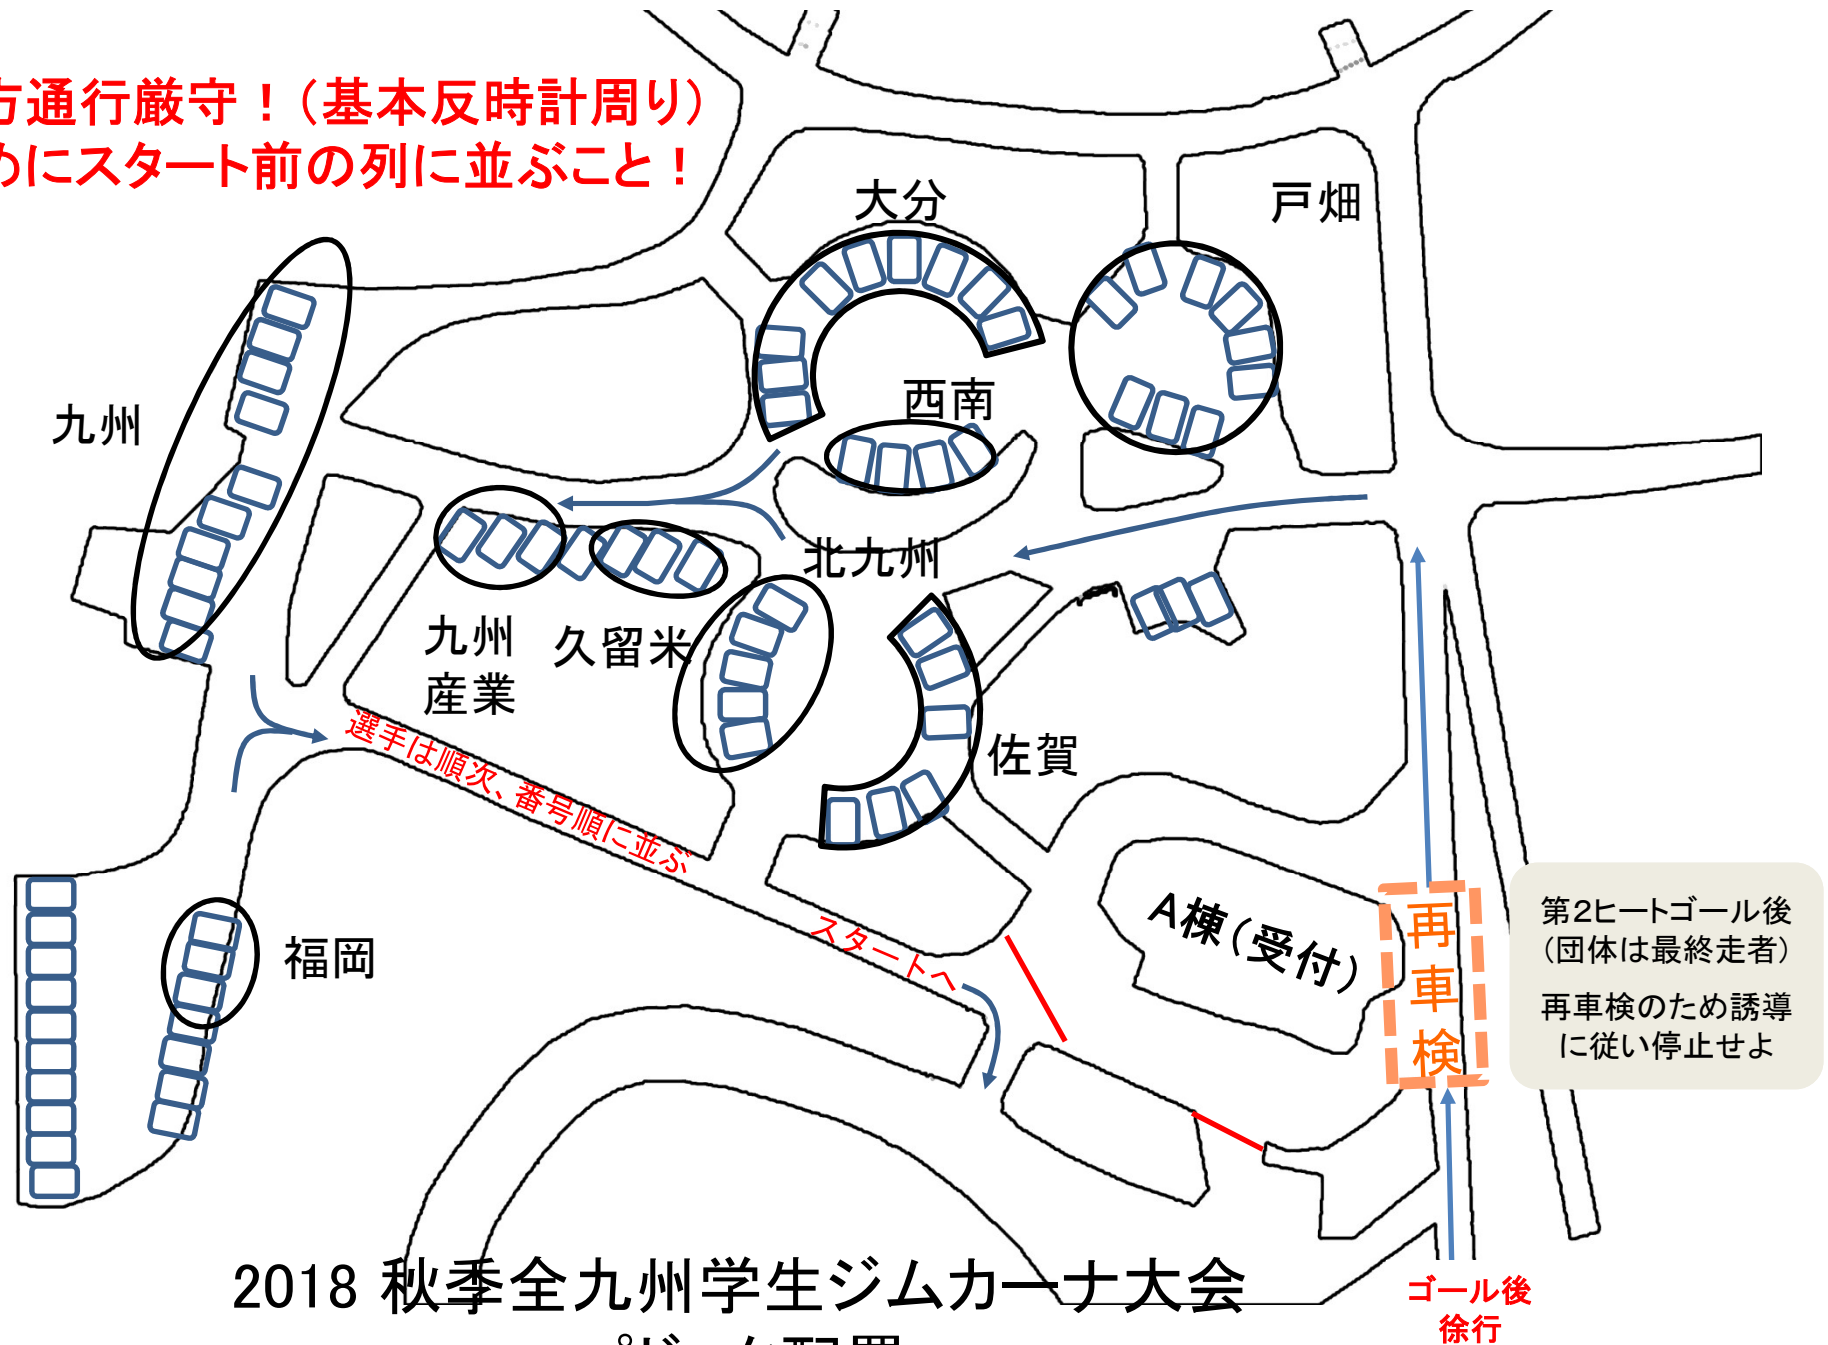 方通行厳守！（基本反時計周り）
めにスタート前の列に並ぶこと！
大分
戸畑
九州
西南
北九州
九州
産業
久留米
佐賀
選手は順次、番号順に並ぶ
スタートへ
A棟（受付）
再
車
検
第2ヒートゴール後
（団体は最終走者）
再車検のため誘導
に従い停止せよ
福岡
2018 秋季全九州学生ジムカーナ大会
ゴール後
徐行